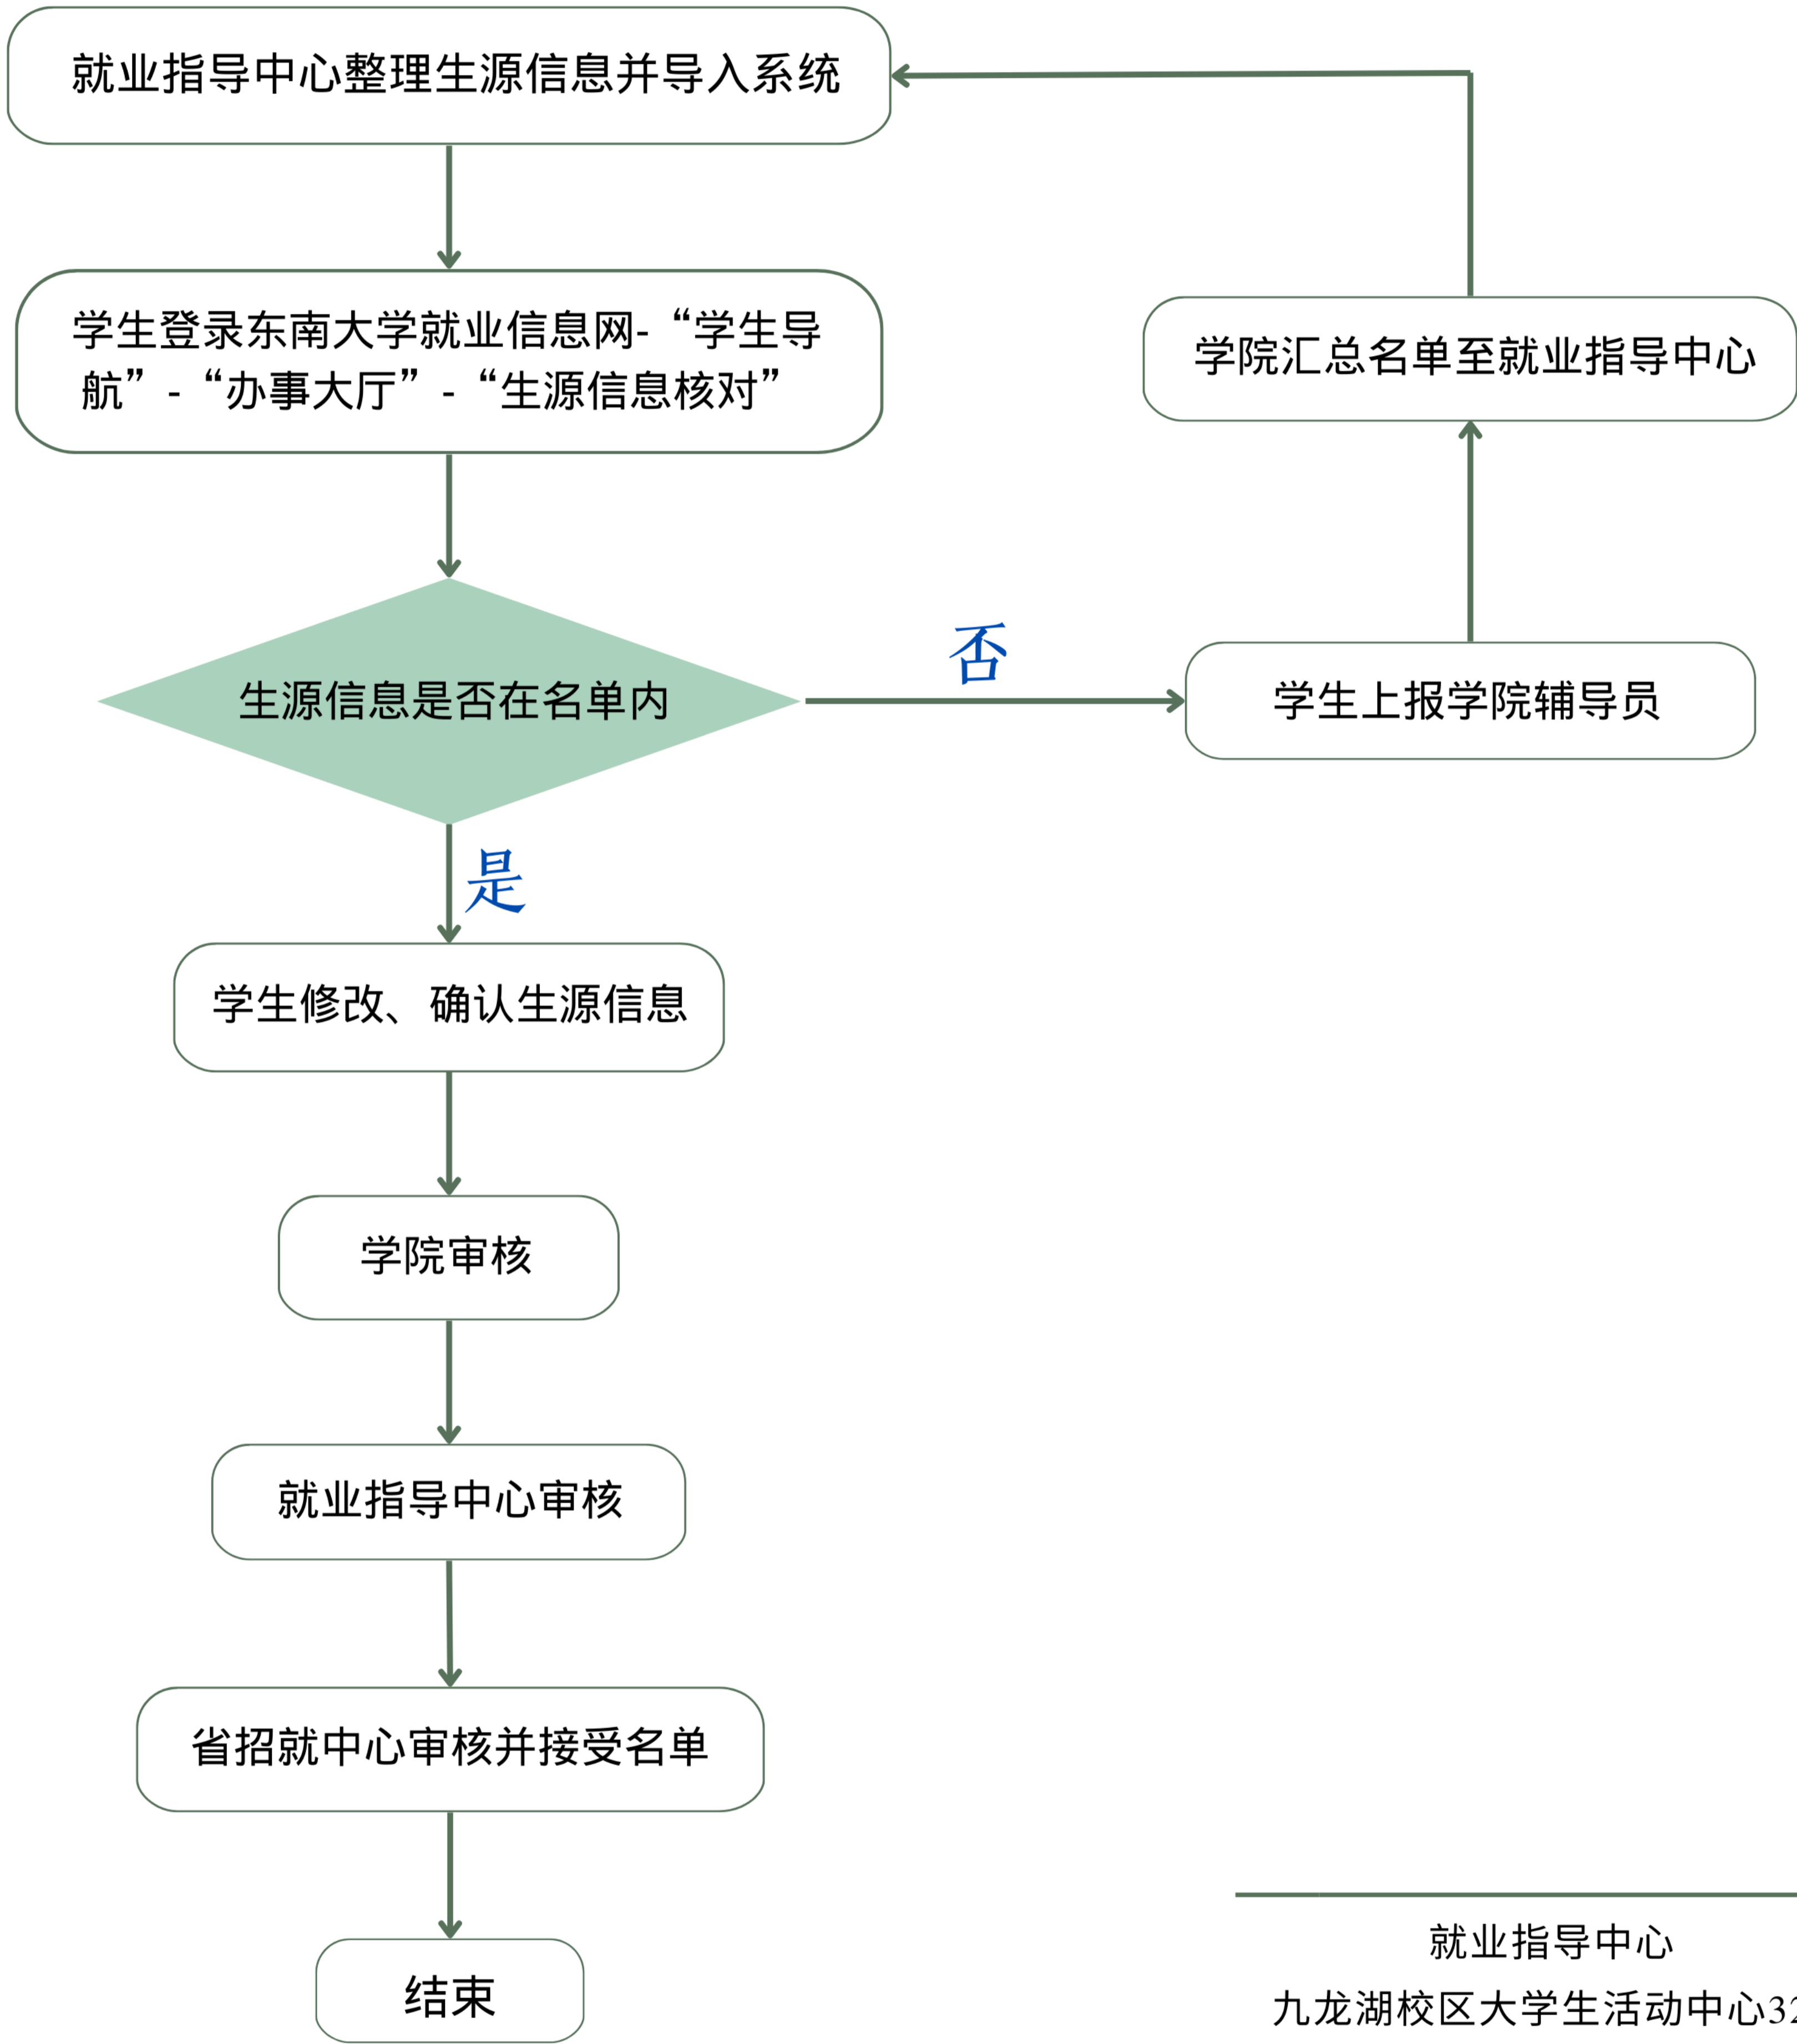 就业指导中心整理生源信息并导入系统
学生登录东南大学就业信息网-“学生导
航”-“办事大厅”-“生源信息核对”
学院汇总名单至就业指导中心
生源信息是否在名单内
否
学生上报学院辅导员
是
学生修改、确认生源信息
学院审核
就业指导中心审核
省招就中心审核并接受名单
结束
就业指导中心
九龙湖校区大学生活动中心32